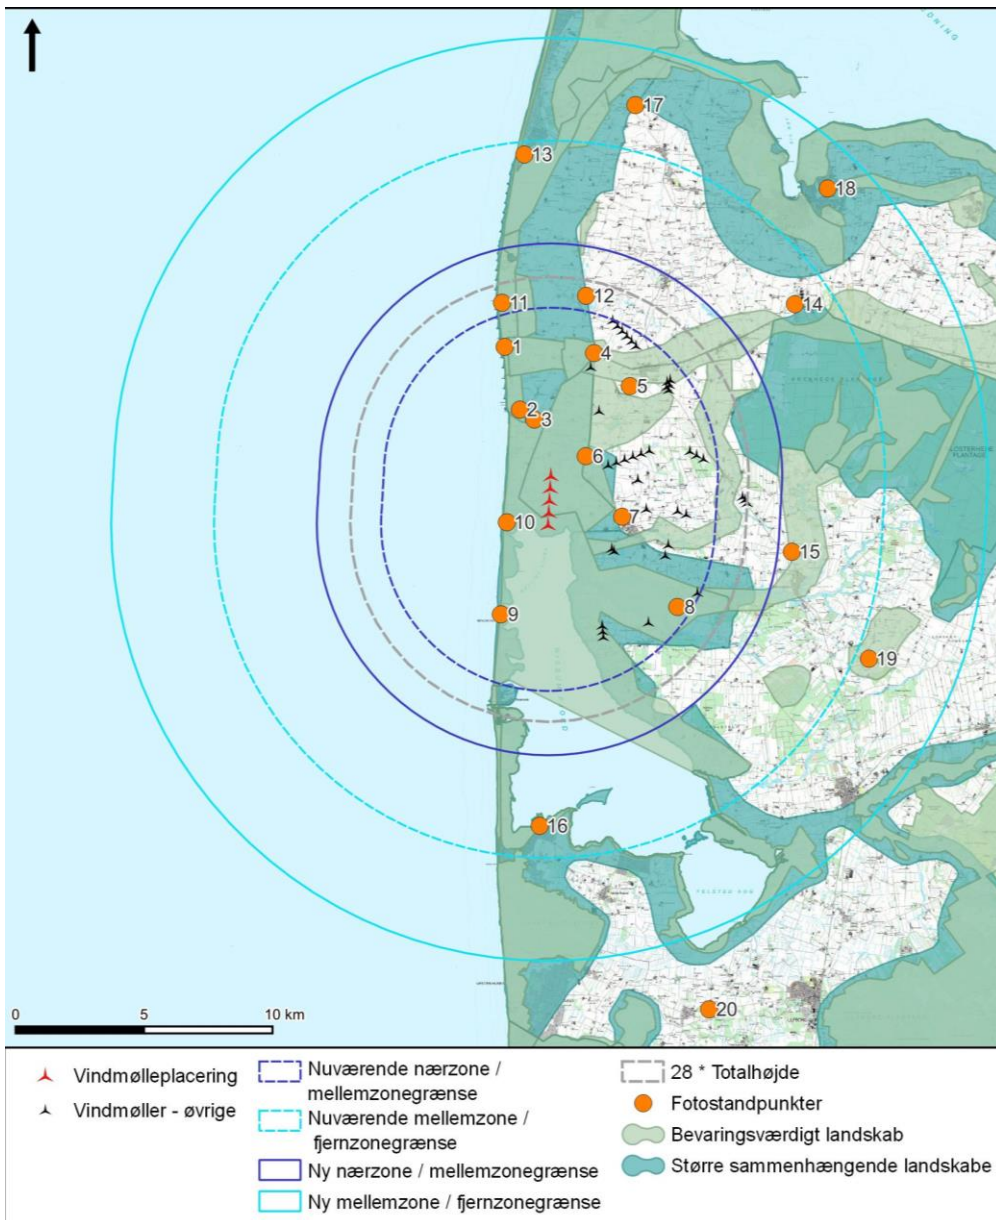 17
13
18
12
11
14
1
4
5
2
3
6
7
10
15
8
9
19
16
20
0 5 10 km
Vindmølleplacering
Vindmøller - øvrige
Nuværende nærzone /
mellemzonegrænse
Nuværende mellemzone /
fjernzonegrænse
Ny nærzone / mellemzonegrænse
Ny mellemzone / fjernzonegrænse
28 * Totalhøjde
Fotostandpunkter
Bevaringsværdigt landskab
Større sammenhængende landskabe